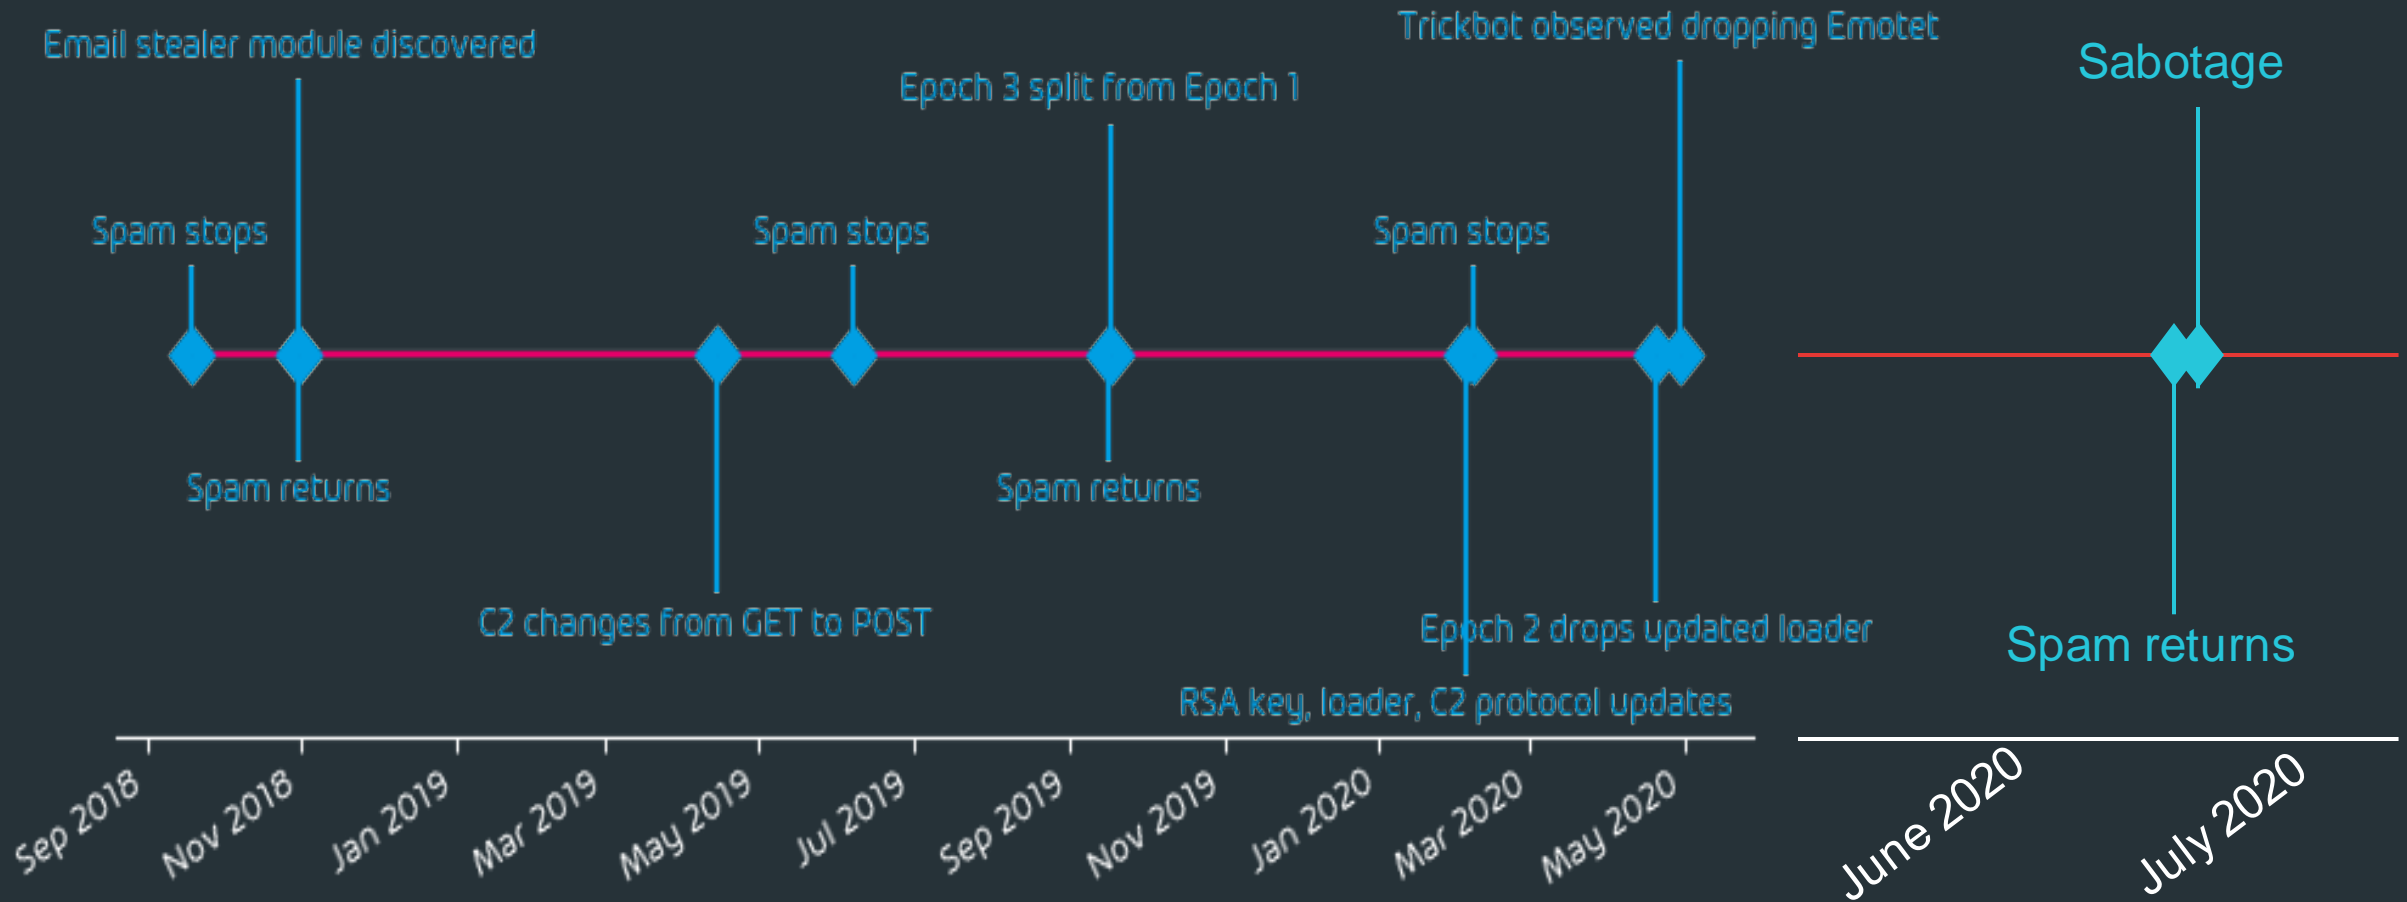 Trickbot observed dropping Emotet
Email stealer module discovered
Sabotage
Epoch 3 split from Epoch 1
Spam stops
Spam stops
Spam stops
Spam returns
Spam returns
C2 changes from GET to POST
Epoch 2 drops updated loader
Spam returns
RSA key, loader, C2 protocol updates
Sep 2018
Nov 2018
Jan 2019
Mar 2019
May 2019
Jul 2019
Sep 2019
Nov 2019
Jan 2020
Mar 2020
May 2020
June 2020
July 2020